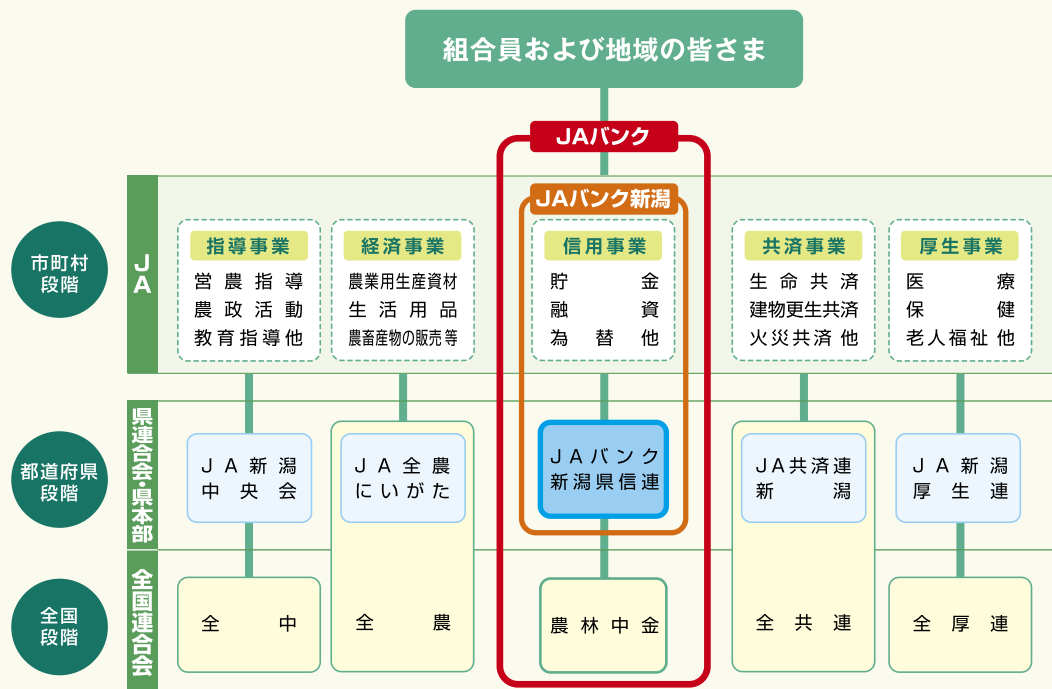 組合員および地域の皆さま
JAバンク
JAバンク新潟
市町村
段階
JA
指導事業
営農指導
農政活動
教育指導他
経済事業
農業用生産資材
生活用品
農畜産物の販売等
信用事業
貯金
融資
為替他
共済事業
生命共済
建物更生共済
火災共済他
厚生事業
医療
保健
老人福祉他
都道府県
段階
県連合会・県本部
JA新潟
中央会
JA全農
にいがた
JAバンク
新潟県信連
JA共済連
新潟
JA新潟
厚生連
全国
段階
全国連合会
全中
全農
農林中金
全共連
全厚連